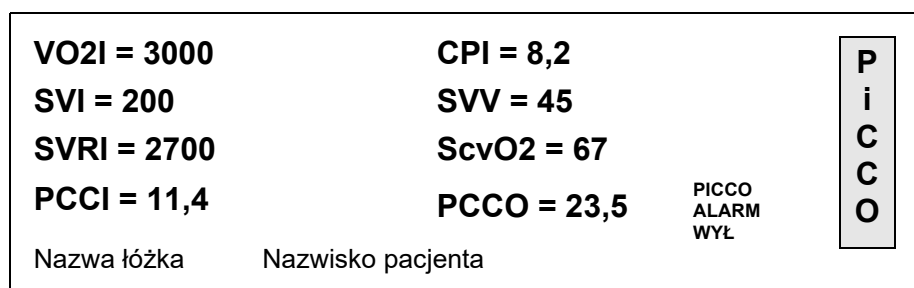 VO2I = 3000 CPI = 8,2
SVI = 200 SVV = 45
SVRI = 2700 ScvO2 = 67
PCCI = 11,4 PCCO = 23,5
PICCO
ALARM
WYŁ
Nazwa łóżka Nazwisko pacjenta
P
i
C
C
O